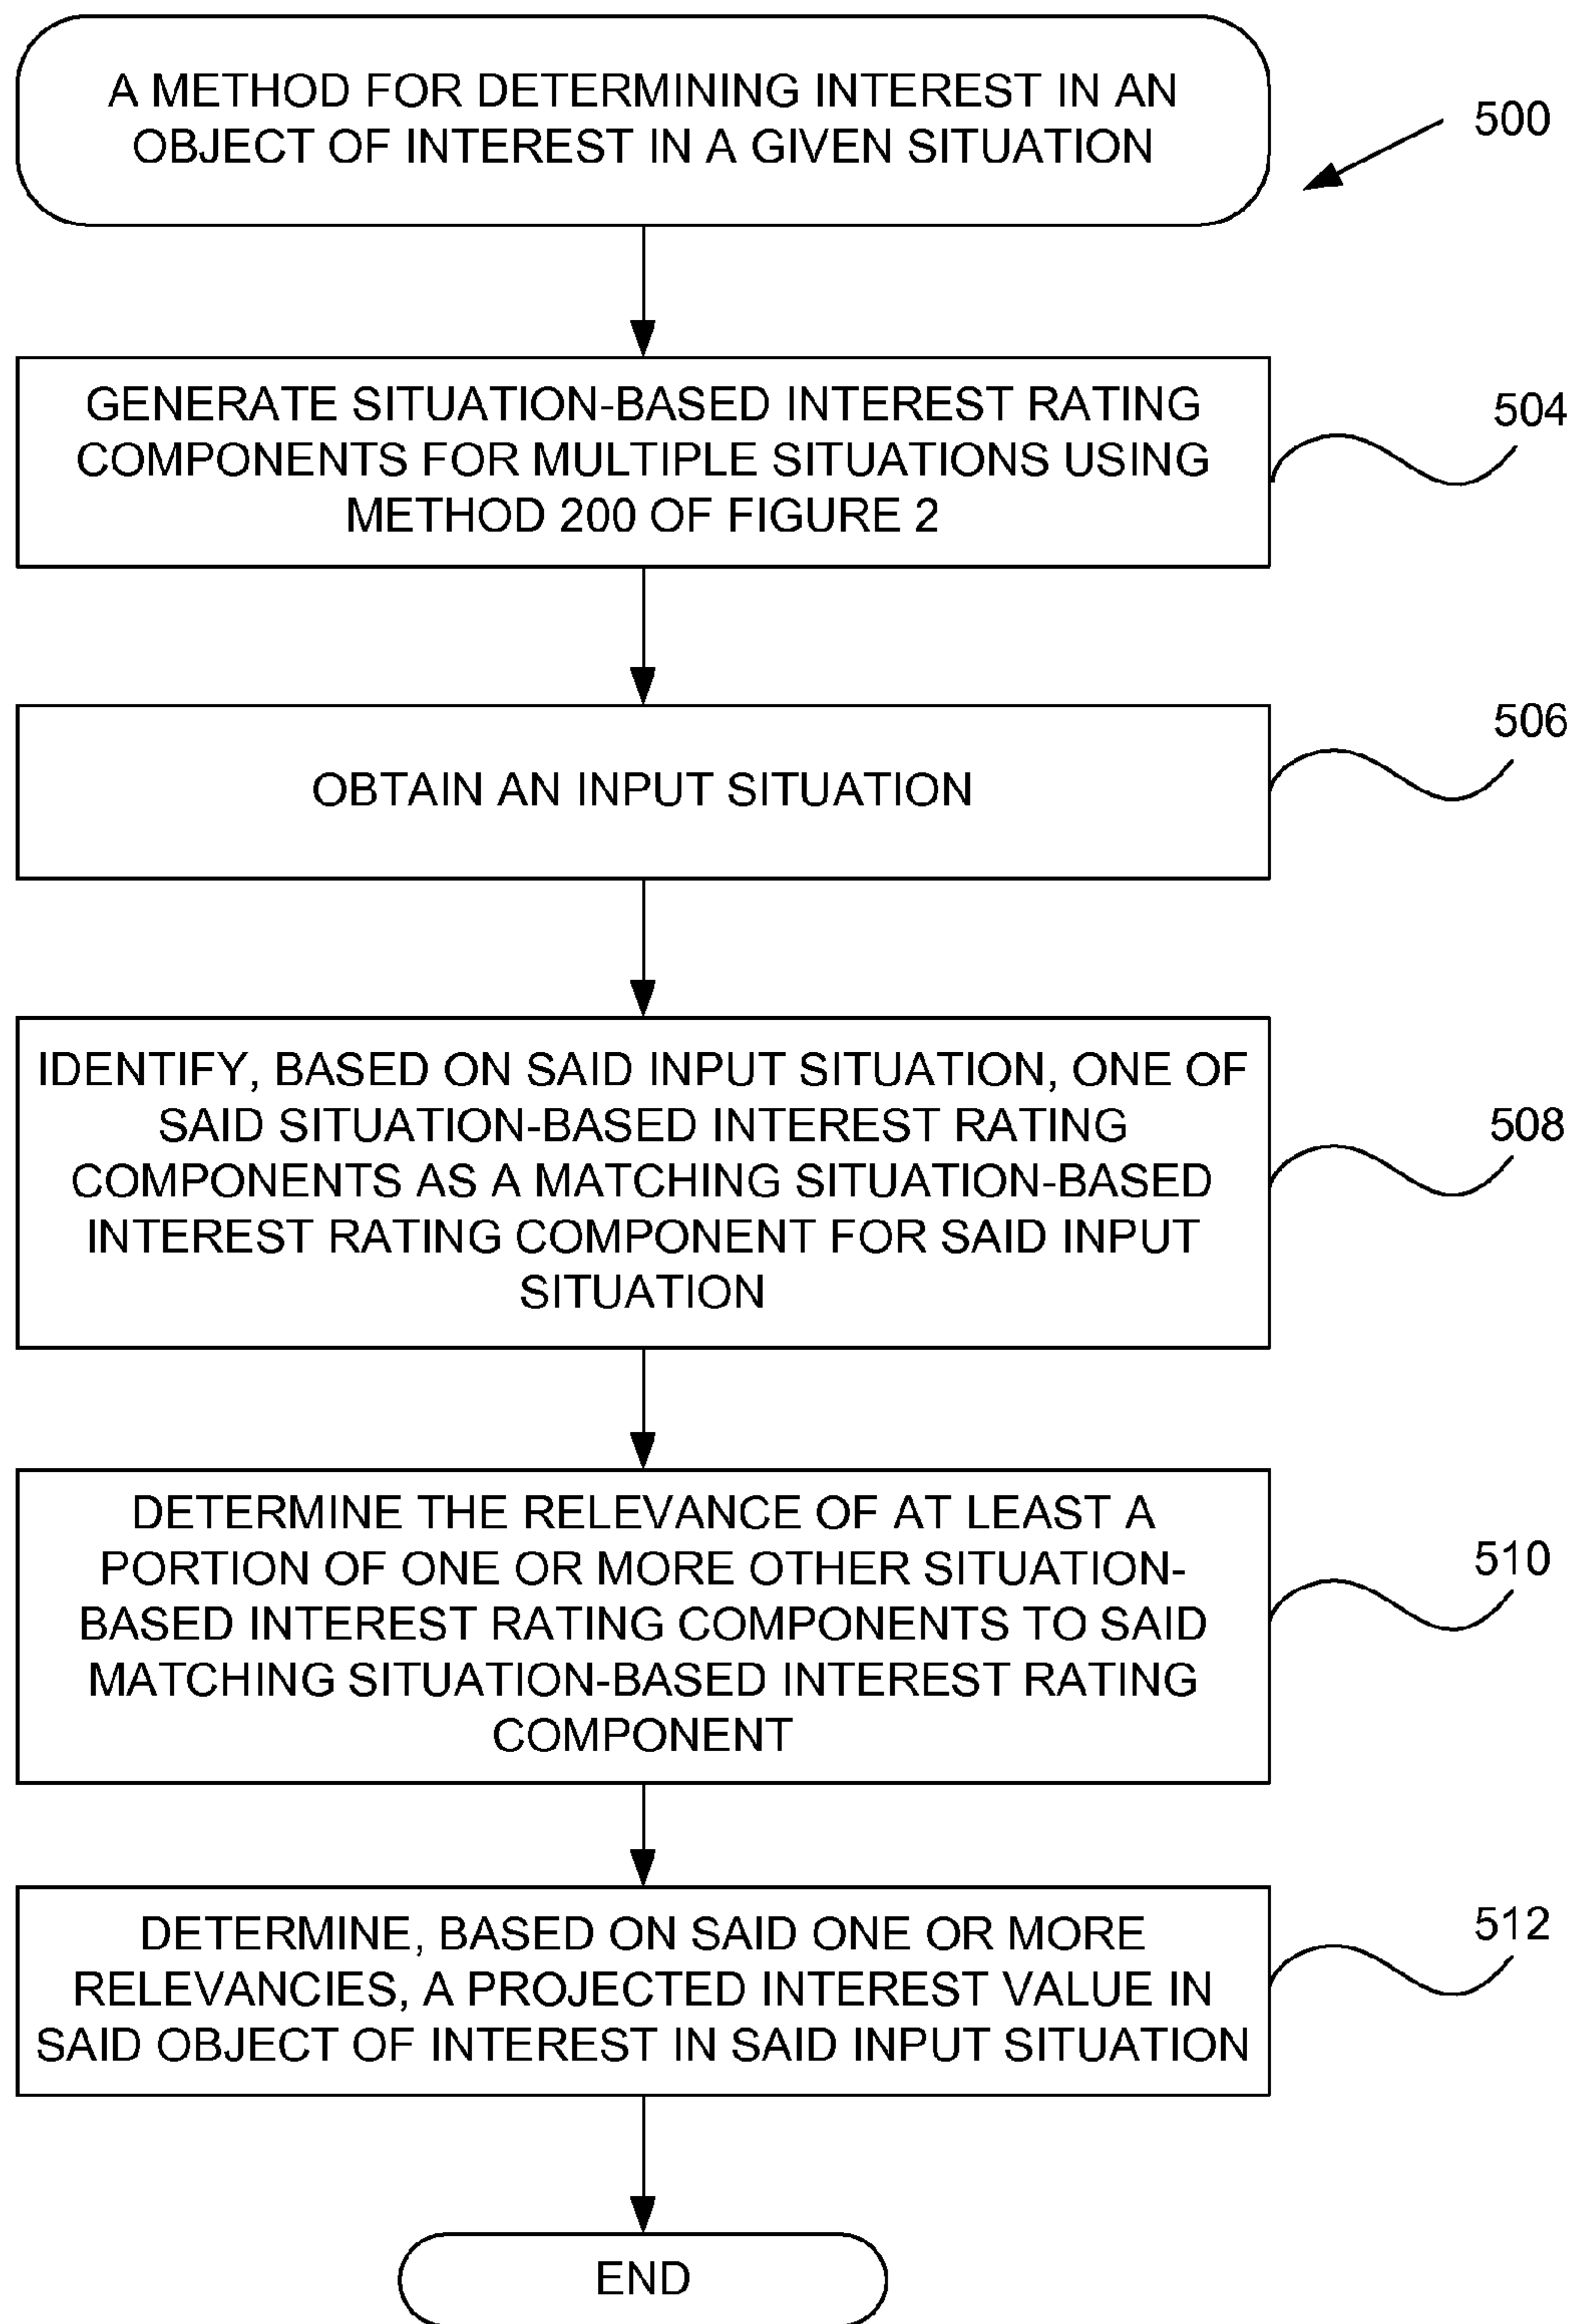 A METHOD FOR DETERMINING INTEREST IN AN
OBJECT OF INTEREST IN A GIVEN SITUATION
500
GENERATE SITUATION-BASED INTEREST RATING
COMPONENTS FOR MULTIPLE SITUATIONS USING
METHOD 200 OF FIGURE 2
504
OBTAIN AN INPUT SITUATION
506
IDENTIFY, BASED ON SAID INPUT SITUATION, ONE OF
SAID SITUATION-BASED INTEREST RATING
COMPONENTS AS A MATCHING SITUATION-BASED
INTEREST RATING COMPONENT FOR SAID INPUT
SITUATION
508
DETERMINE THE RELEVANCE OF AT LEAST A
PORTION OF ONE OR MORE OTHER SITUATION-
BASED INTEREST RATING COMPONENTS TO SAID
MATCHING SITUATION-BASED INTEREST RATING
COMPONENT
510
DETERMINE, BASED ON SAID ONE OR MORE
RELEVANCIES, A PROJECTED INTEREST VALUE IN
SAID OBJECT OF INTEREST IN SAID INPUT SITUATION
512
END